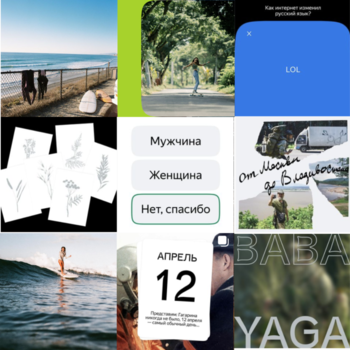 Как интернет изменил
русский язык?
LOL
Мужчина
Женщина
Нет, спасибо
От Москвы
до Владивостока
АПРЕЛЬ
12
Представим: Гагарина
никогда не было. 12 апреля
— самый обычный день...
BABA
YAGA